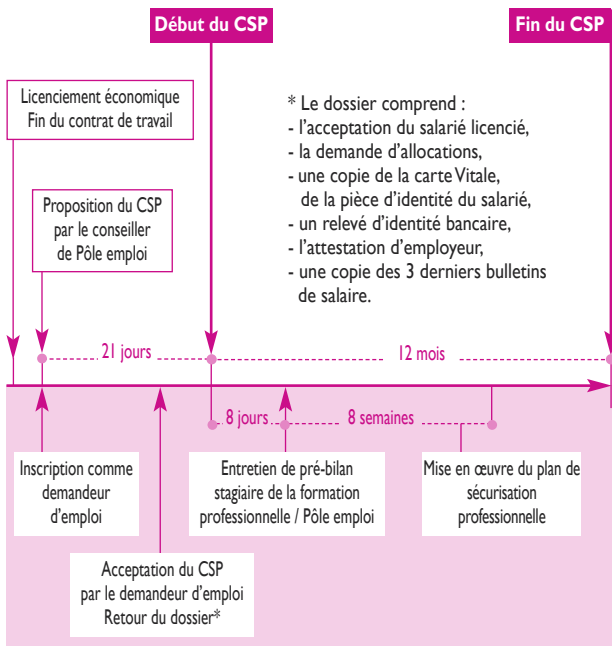 Début du CSP
Fin du CSP
Licenciement économique
Fin du contrat de travail
Proposition du CSP
par le conseiller
de Pôle emploi
* Le dossier comprend :
- l’acceptation du salarié licencié,
- la demande d’allocations,
- une copie de la carte Vitale,
de la pièce d’identité du salarié,
- un relevé d’identité bancaire,
- l’attestation d’employeur,
- une copie des 3 derniers bulletins
de salaire.
21 jours
12 mois
8 jours
8 semaines
Inscription comme
demandeur
d’emploi
Entretien de pré-bilan
stagiaire de la formation
professionnelle / Pôle emploi
Mise en œuvre du plan de
sécurisation
professionnelle
Acceptation du CSP
par le demandeur d’emploi
Retour du dossier*